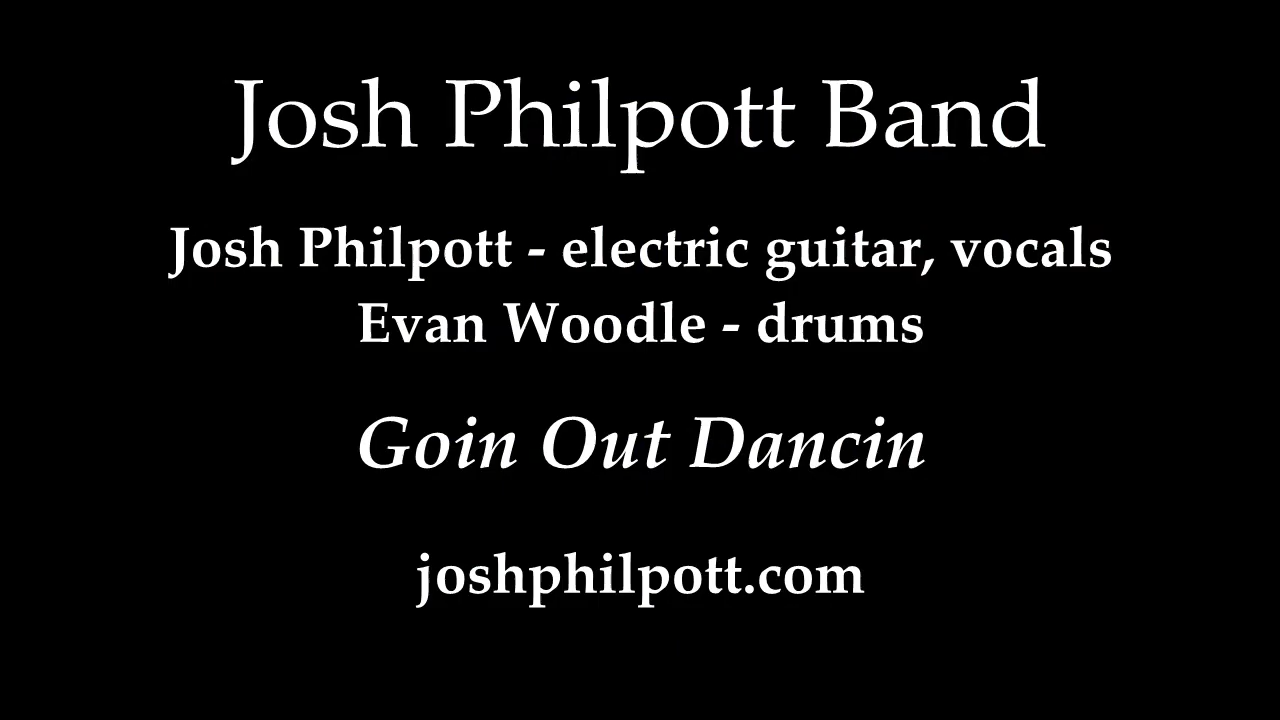 Josh Philpott Band
Josh Philpott - electric guitar, vocals
Evan Woodle - drums
Goin Out Dancin
joshphilpott.com